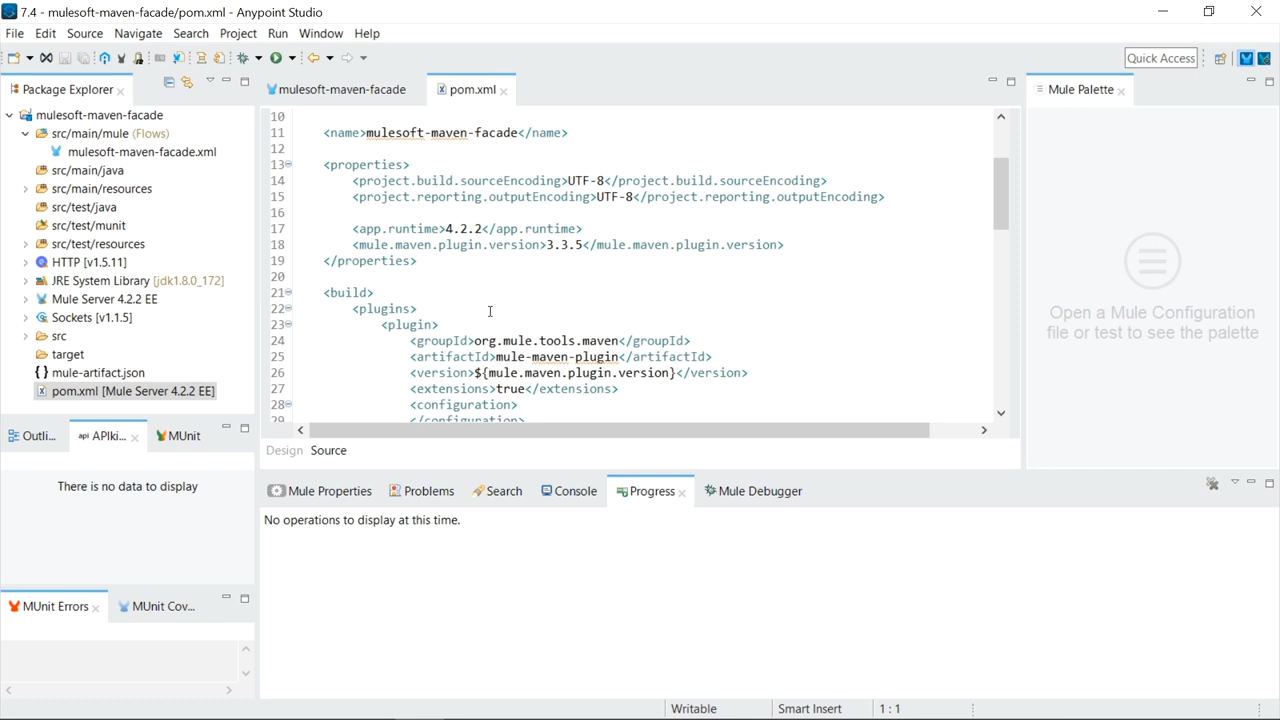 7.4 - mulesoft-maven-facade/pom.xml - Anypoint Studio
File Edit Source Navigate Search Project Run Window Help
Quick Access
Package Explorer
mulesoft-maven-facade
src/main/mule (Flows)
mulesoft-maven-facade.xml
src/main/java
src/main/resources
src/test/java
src/test/munit
src/test/resources
HTTP [v1.5.11]
JRE System Library [jdk1.8.0_172]
Mule Server 4.2.2 EE
Sockets [v1.1.5]
src
target
mule-artifact.json
pom.xml [Mule Server 4.2.2 EE]
mulesoft-maven-facade pom.xml
10
11 <name>mulesoft-maven-facade</name>
12
13 <properties>
14 <project.build.sourceEncoding>UTF-8</project.build.sourceEncoding>
15 <project.reporting.outputEncoding>UTF-8</project.reporting.outputEncoding>
16
17 <app.runtime>4.2.2</app.runtime>
18 <mule.maven.plugin.version>3.3.5</mule.maven.plugin.version>
19 </properties>
20
21 <build>
22 <plugins>
23 <plugin>
24 <groupId>org.mule.tools.maven</groupId>
25 <artifactId>mule-maven-plugin</artifactId>
26 <version>${mule.maven.plugin.version}</version>
27 <extensions>true</extensions>
28 <configuration>
29 </configuration>
Design Source
Mule Palette
Open a Mule Configuration
file or test to see the palette
Outli... api APIki... MUnit
There is no data to display
MUnit Errors MUnit Cov...
Mule Properties Problems Search Console Progress Mule Debugger
No operations to display at this time.
Writable Smart Insert 1 : 1